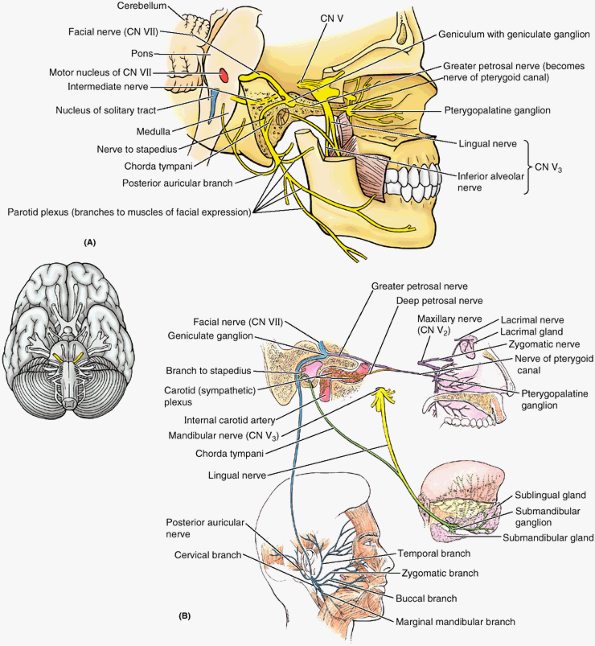 Cerebellum
Facial nerve (CN VII)
Pons
Motor nucleus of CN VII
Intermediate nerve
Nucleus of solitary tract
Medulla
Nerve to stapedius
Chorda tympani
Posterior auricular branch
Parotid plexus (branches to muscles of facial expression)
(A)
CN V
Geniculum with geniculate ganglion
Greater petrosal nerve (becomes
nerve of pterygoid canal)
Pterygopalatine ganglion
Lingual nerve
CN V3
Inferior alveolar
nerve
Greater petrosal nerve
Deep petrosal nerve
Facial nerve (CN VII)
Geniculate ganglion
Branch to stapedius
Carotid (sympathetic)
plexus
Internal carotid artery
Mandibular nerve (CN V3)
Chorda tympani
Lingual nerve
Maxillary nerve
(CN V2)
Lacrimal nerve
Lacrimal gland
Zygomatic nerve
Nerve of pterygoid
canal
Pterygopalatine
ganglion
Sublingual gland
Submandibular
ganglion
Submandibular gland
Posterior auricular
nerve
Cervical branch
Temporal branch
Zygomatic branch
Buccal branch
Marginal mandibular branch
(B)